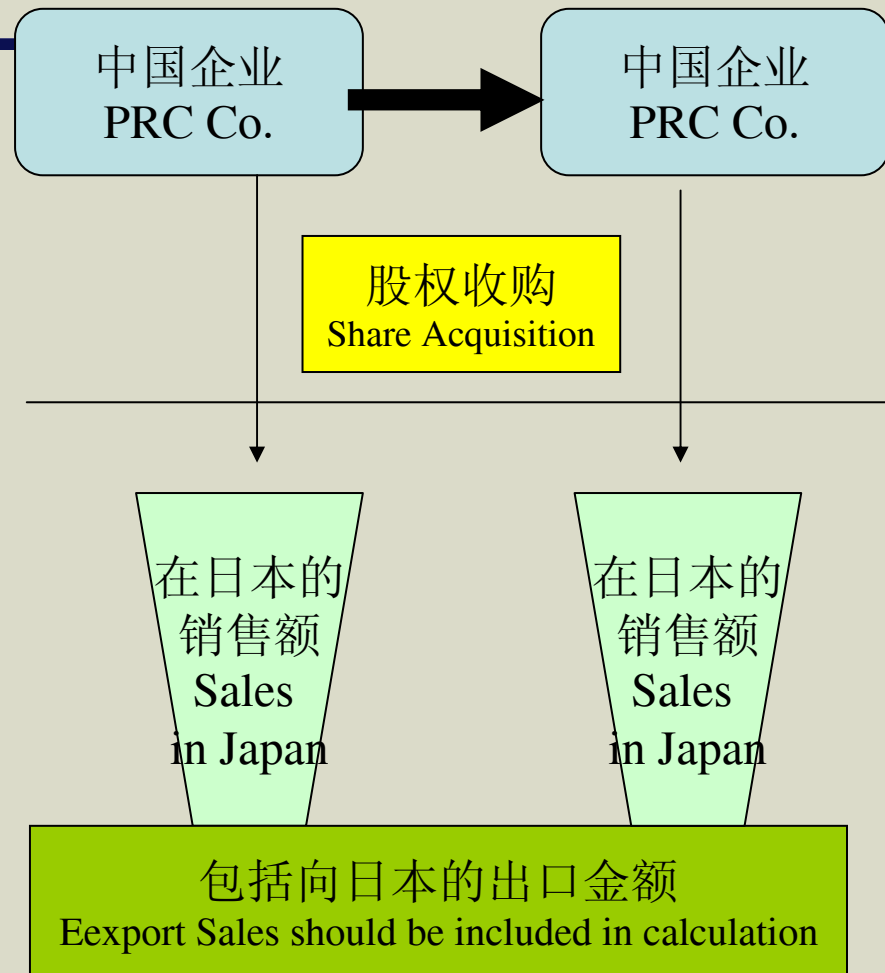 中国企业
PRC Co.
中国企业
PRC Co.
股权收购
Share Acquisition
在日本的
销售额
Sales
in Japan
在日本的
销售额
Sales
in Japan
包括向日本的出口金额
Eexport Sales should be included in calculation